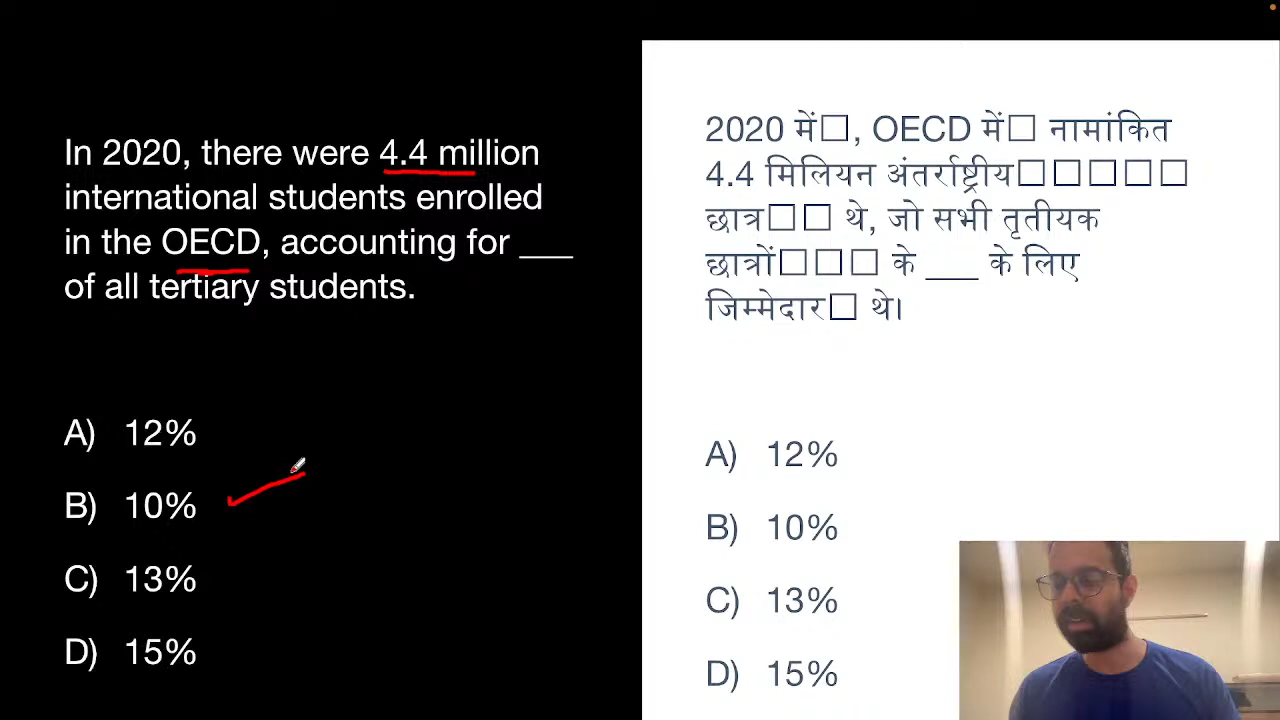 In 2020, there were 4.4 million
international students enrolled
in the OECD, accounting for ___
of all tertiary students.
A) 12%
B) 10%
C) 13%
D) 15%
2020 में□, OECD में□ नामांकित
4.4 मिलियन अंतर्राष्ट्रीय□□□□□
छात्र□□ थे, जो सभी तृतीयक
छात्रों□□□ के ___ के लिए
जिम्मेदार□ थे।
A) 12%
B) 10%
C) 13%
D) 15%